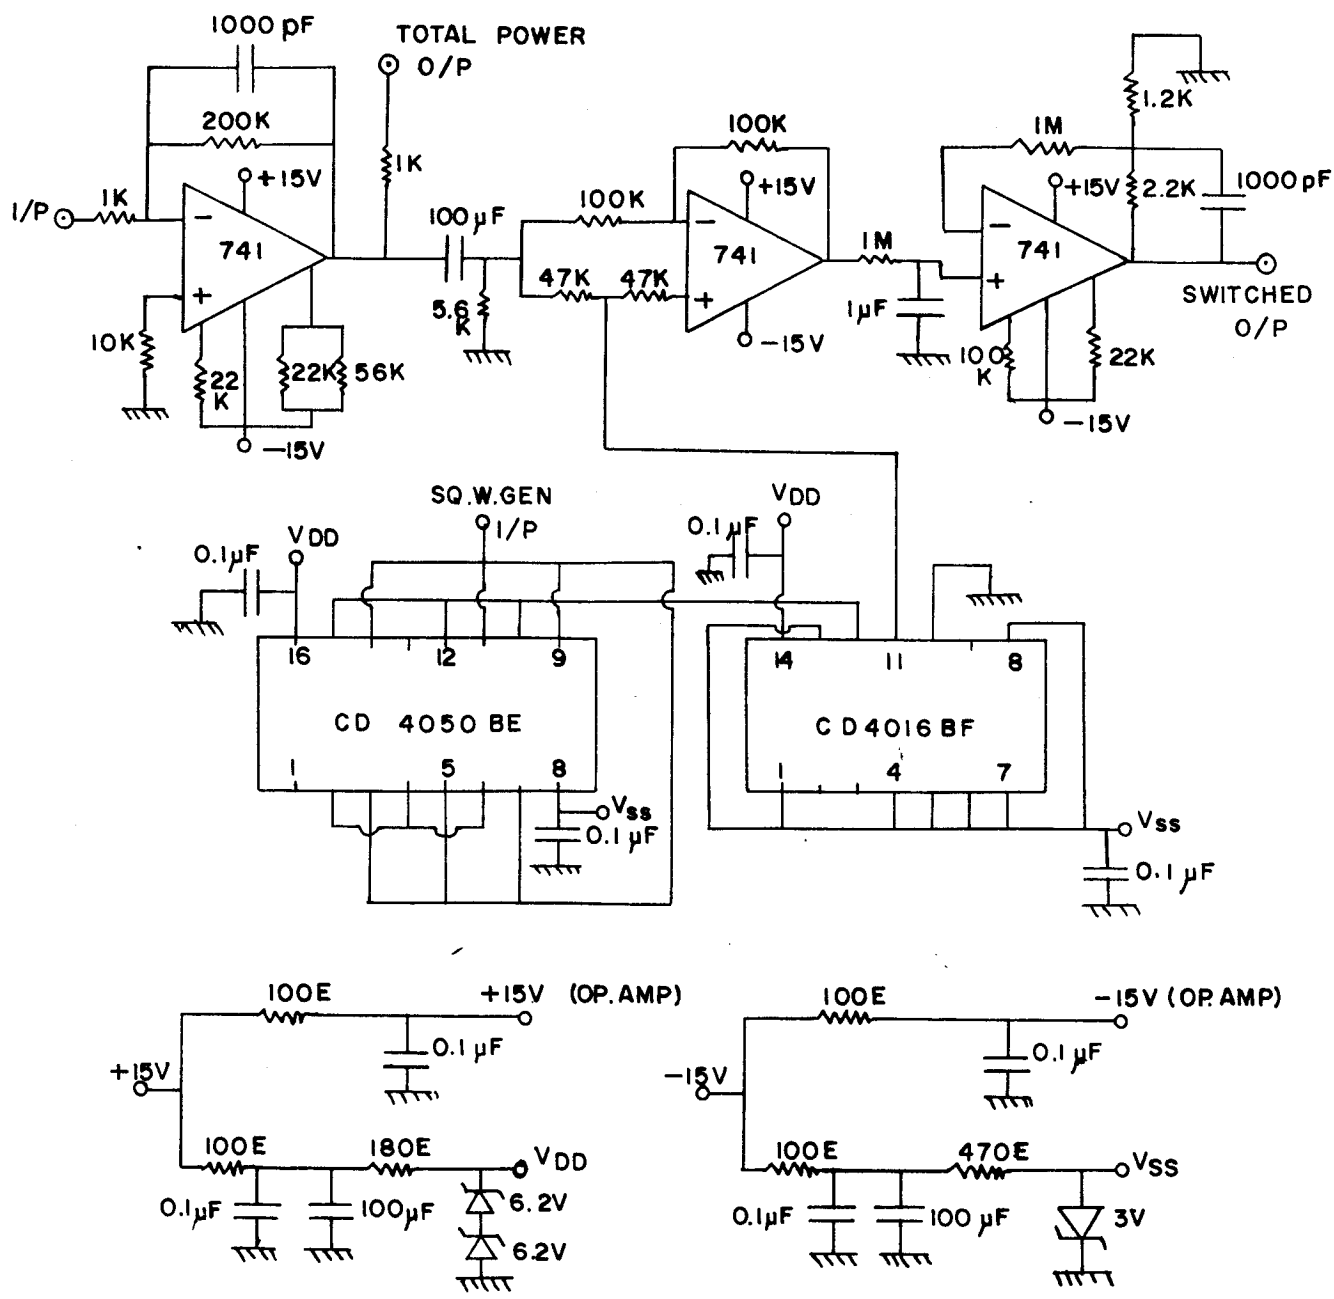 1000 pF
TOTAL POWER
O/P
200K
+15V
1K
1K
I/P
741
10K
22
K
22K
56K
-15V
100 µF
5.6
K
100K
100K
+15V
47K
47K
741
-15V
1M
1µF
1M
1.2K
2.2K
1000 pF
+15V
741
SWITCHED
O/P
100
K
22K
-15V
SQ.W.GEN
I/P
VDD
0.1µF
16
12
9
CD 4050 BE
1
5
8
Vss
0.1 µF
VDD
0.1µF
14
11
8
CD4016 BF
1
4
7
Vss
0.1 µF
100E
+15V (OP. AMP)
0.1 µF
+15V
100E
180E
VDD
0.1µF
100µF
6.2V
6.2V
100E
-15V (OP. AMP)
0.1 µF
-15V
100E
470E
VSS
0.1µF
100 µF
3V